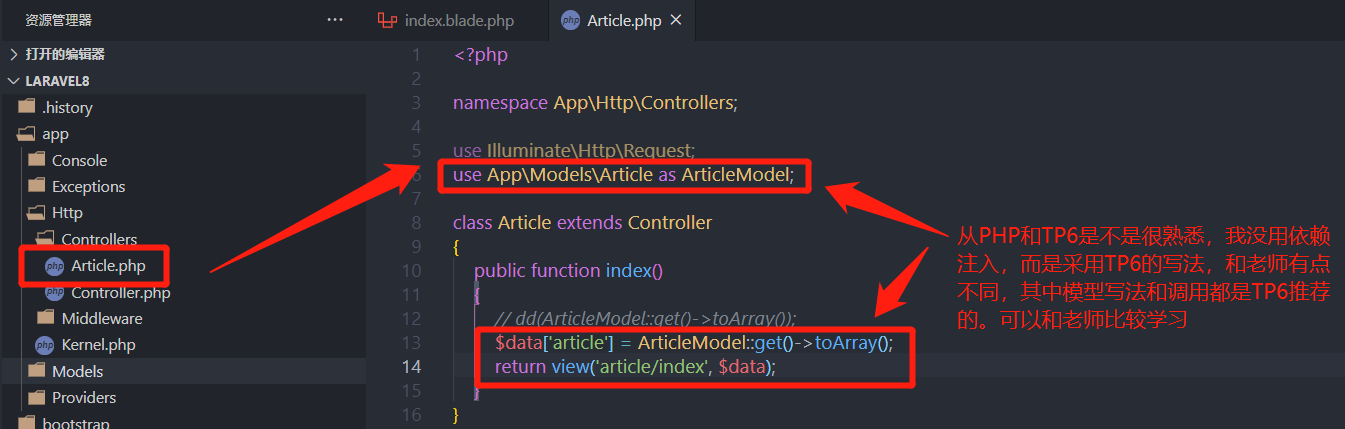 资源管理器
···
打开的编辑器
LARAVEL8
.history
app
Console
Exceptions
Http
Controllers
php Article.php
php Controller.php
Middleware
php Kernel.php
Models
Providers
bootstrap
index.blade.php
php Article.php ×
1 <?php
2
3 namespace App\Http\Controllers;
4
5 use Illuminate\Http\Request;
6 use App\Models\Article as ArticleModel;
7
8 class Article extends Controller
9 {
10 public function index()
11 {
12 // dd(ArticleModel::get()->toArray());
13 $data['article'] = ArticleModel::get()->toArray();
14 return view('article/index', $data);
15 }
16 }
从PHP和TP6是不是很熟悉，我没用依赖
注入，而是采用TP6的写法，和老师有点
不同，其中模型写法和调用都是TP6推荐
的。可以和老师比较学习